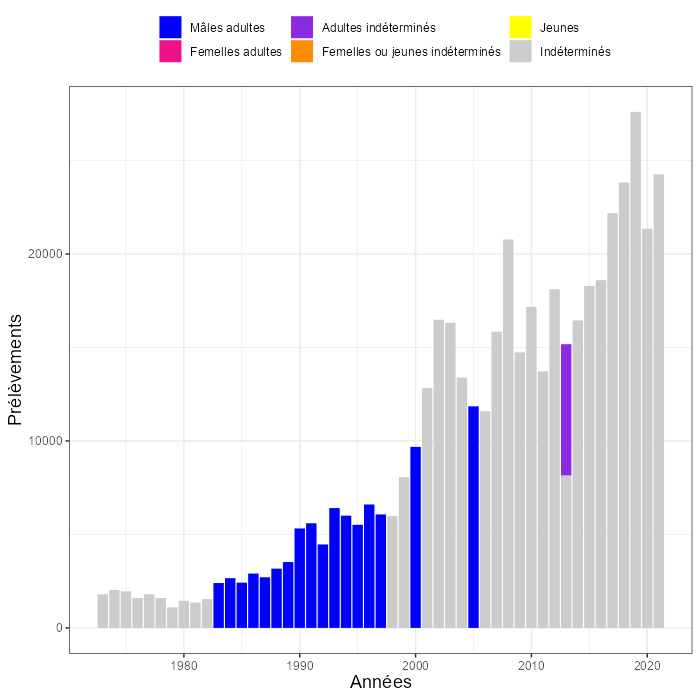 Mâles adultes Adultes indéterminés Jeunes
Femelles adultes Femelles ou jeunes indéterminés Indéterminés
20000
10000
0
Prélèvements
1980 1990 2000 2010 2020
Années